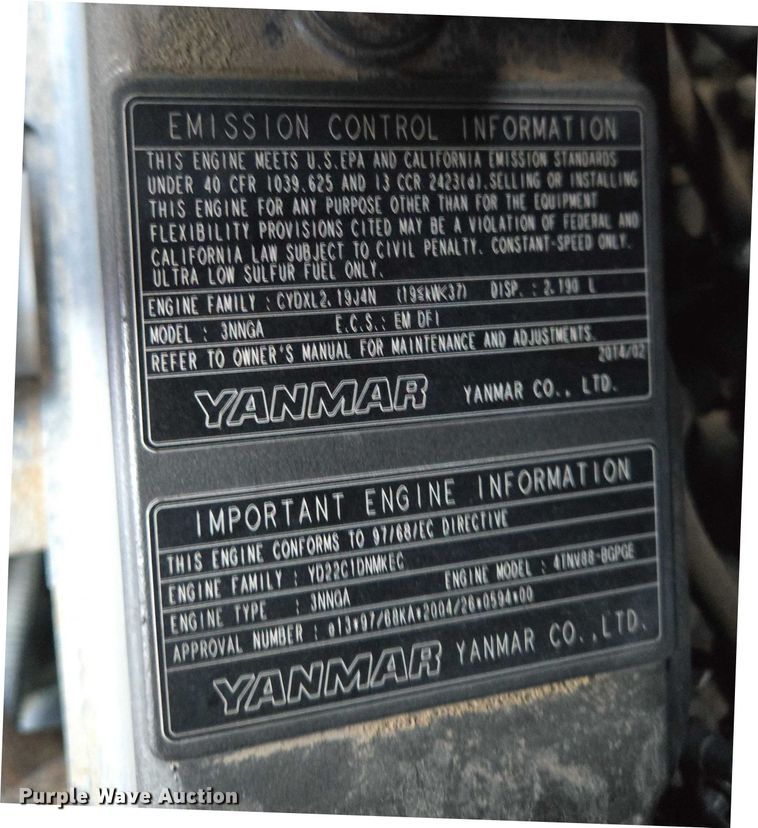 EMISSION CONTROL INFORMATION
THIS ENGINE MEETS U.S.EPA AND CALIFORNIA EMISSION STANDARDS
UNDER 40 CFR 1039.625 AND 13 CCR 2423(d).SELLING OR INSTALLING
THIS ENGINE FOR ANY PURPOSE OTHER THAN FOR THE EQUIPMENT
FLEXIBILITY PROVISIONS CITED MAY BE A VIOLATION OF FEDERAL AND
CALIFORNIA LAW SUBJECT TO CIVIL PENALTY. CONSTANT-SPEED ONLY.
ULTRA LOW SULFUR FUEL ONLY.
ENGINE FAMILY : CYDXL2.19J4N (19≤kW<37) DISP. : 2.190 L
MODEL : 3NNGA E.C.S.: EM DFI
REFER TO OWNER'S MANUAL FOR MAINTENANCE AND ADJUSTMENTS.
2014/02
YANMAR YANMAR CO., LTD.
IMPORTANT ENGINE INFORMATION
THIS ENGINE CONFORMS TO 97/68/EC DIRECTIVE
ENGINE FAMILY : YD22C1DNMKEC
ENGINE TYPE : 3NNGA ENGINE MODEL : 4TNV88-BGPGE
APPROVAL NUMBER : e13*97/68KA*2004/26*0594*00
YANMAR YANMAR CO.,LTD.
Purple Wave Auction